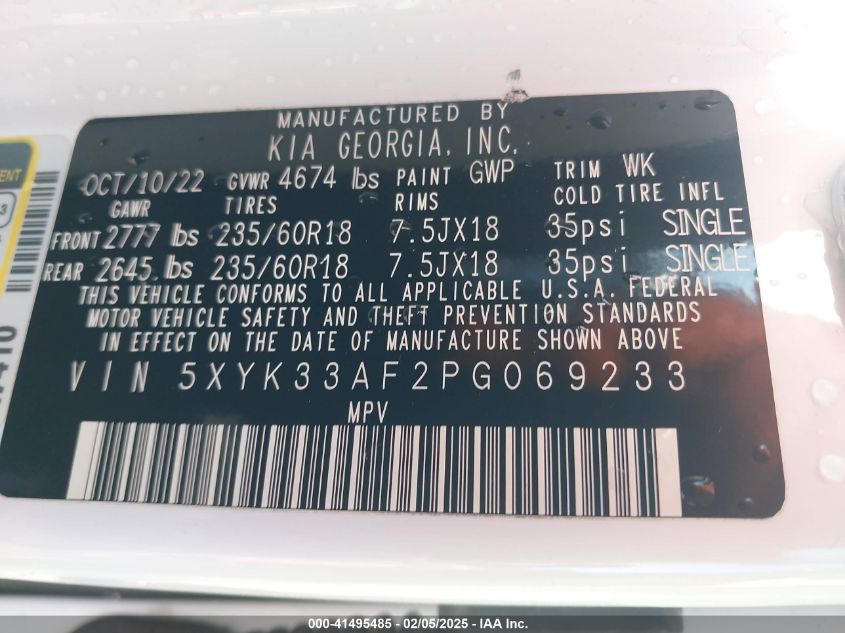 MANUFACTURED BY
KIA GEORGIA, INC.
OCT/10/22 GVWR 4674 lbs PAINT GWP TRIM WK
GAWR TIRES RIMS COLD TIRE INFL
FRONT 2777 lbs 235/60R18 7.5JX18 35psi SINGLE
REAR 2645 lbs 235/60R18 7.5JX18 35psi SINGLE
THIS VEHICLE CONFORMS TO ALL APPLICABLE U.S.A. FEDERAL
MOTOR VEHICLE SAFETY AND THEFT PREVENTION STANDARDS
IN EFFECT ON THE DATE OF MANUFACTURE SHOWN ABOVE
VIN 5XYK33AF2PG069233
MPV
000-41495485 - 02/05/2025 - LSQ Funding Group Inc.